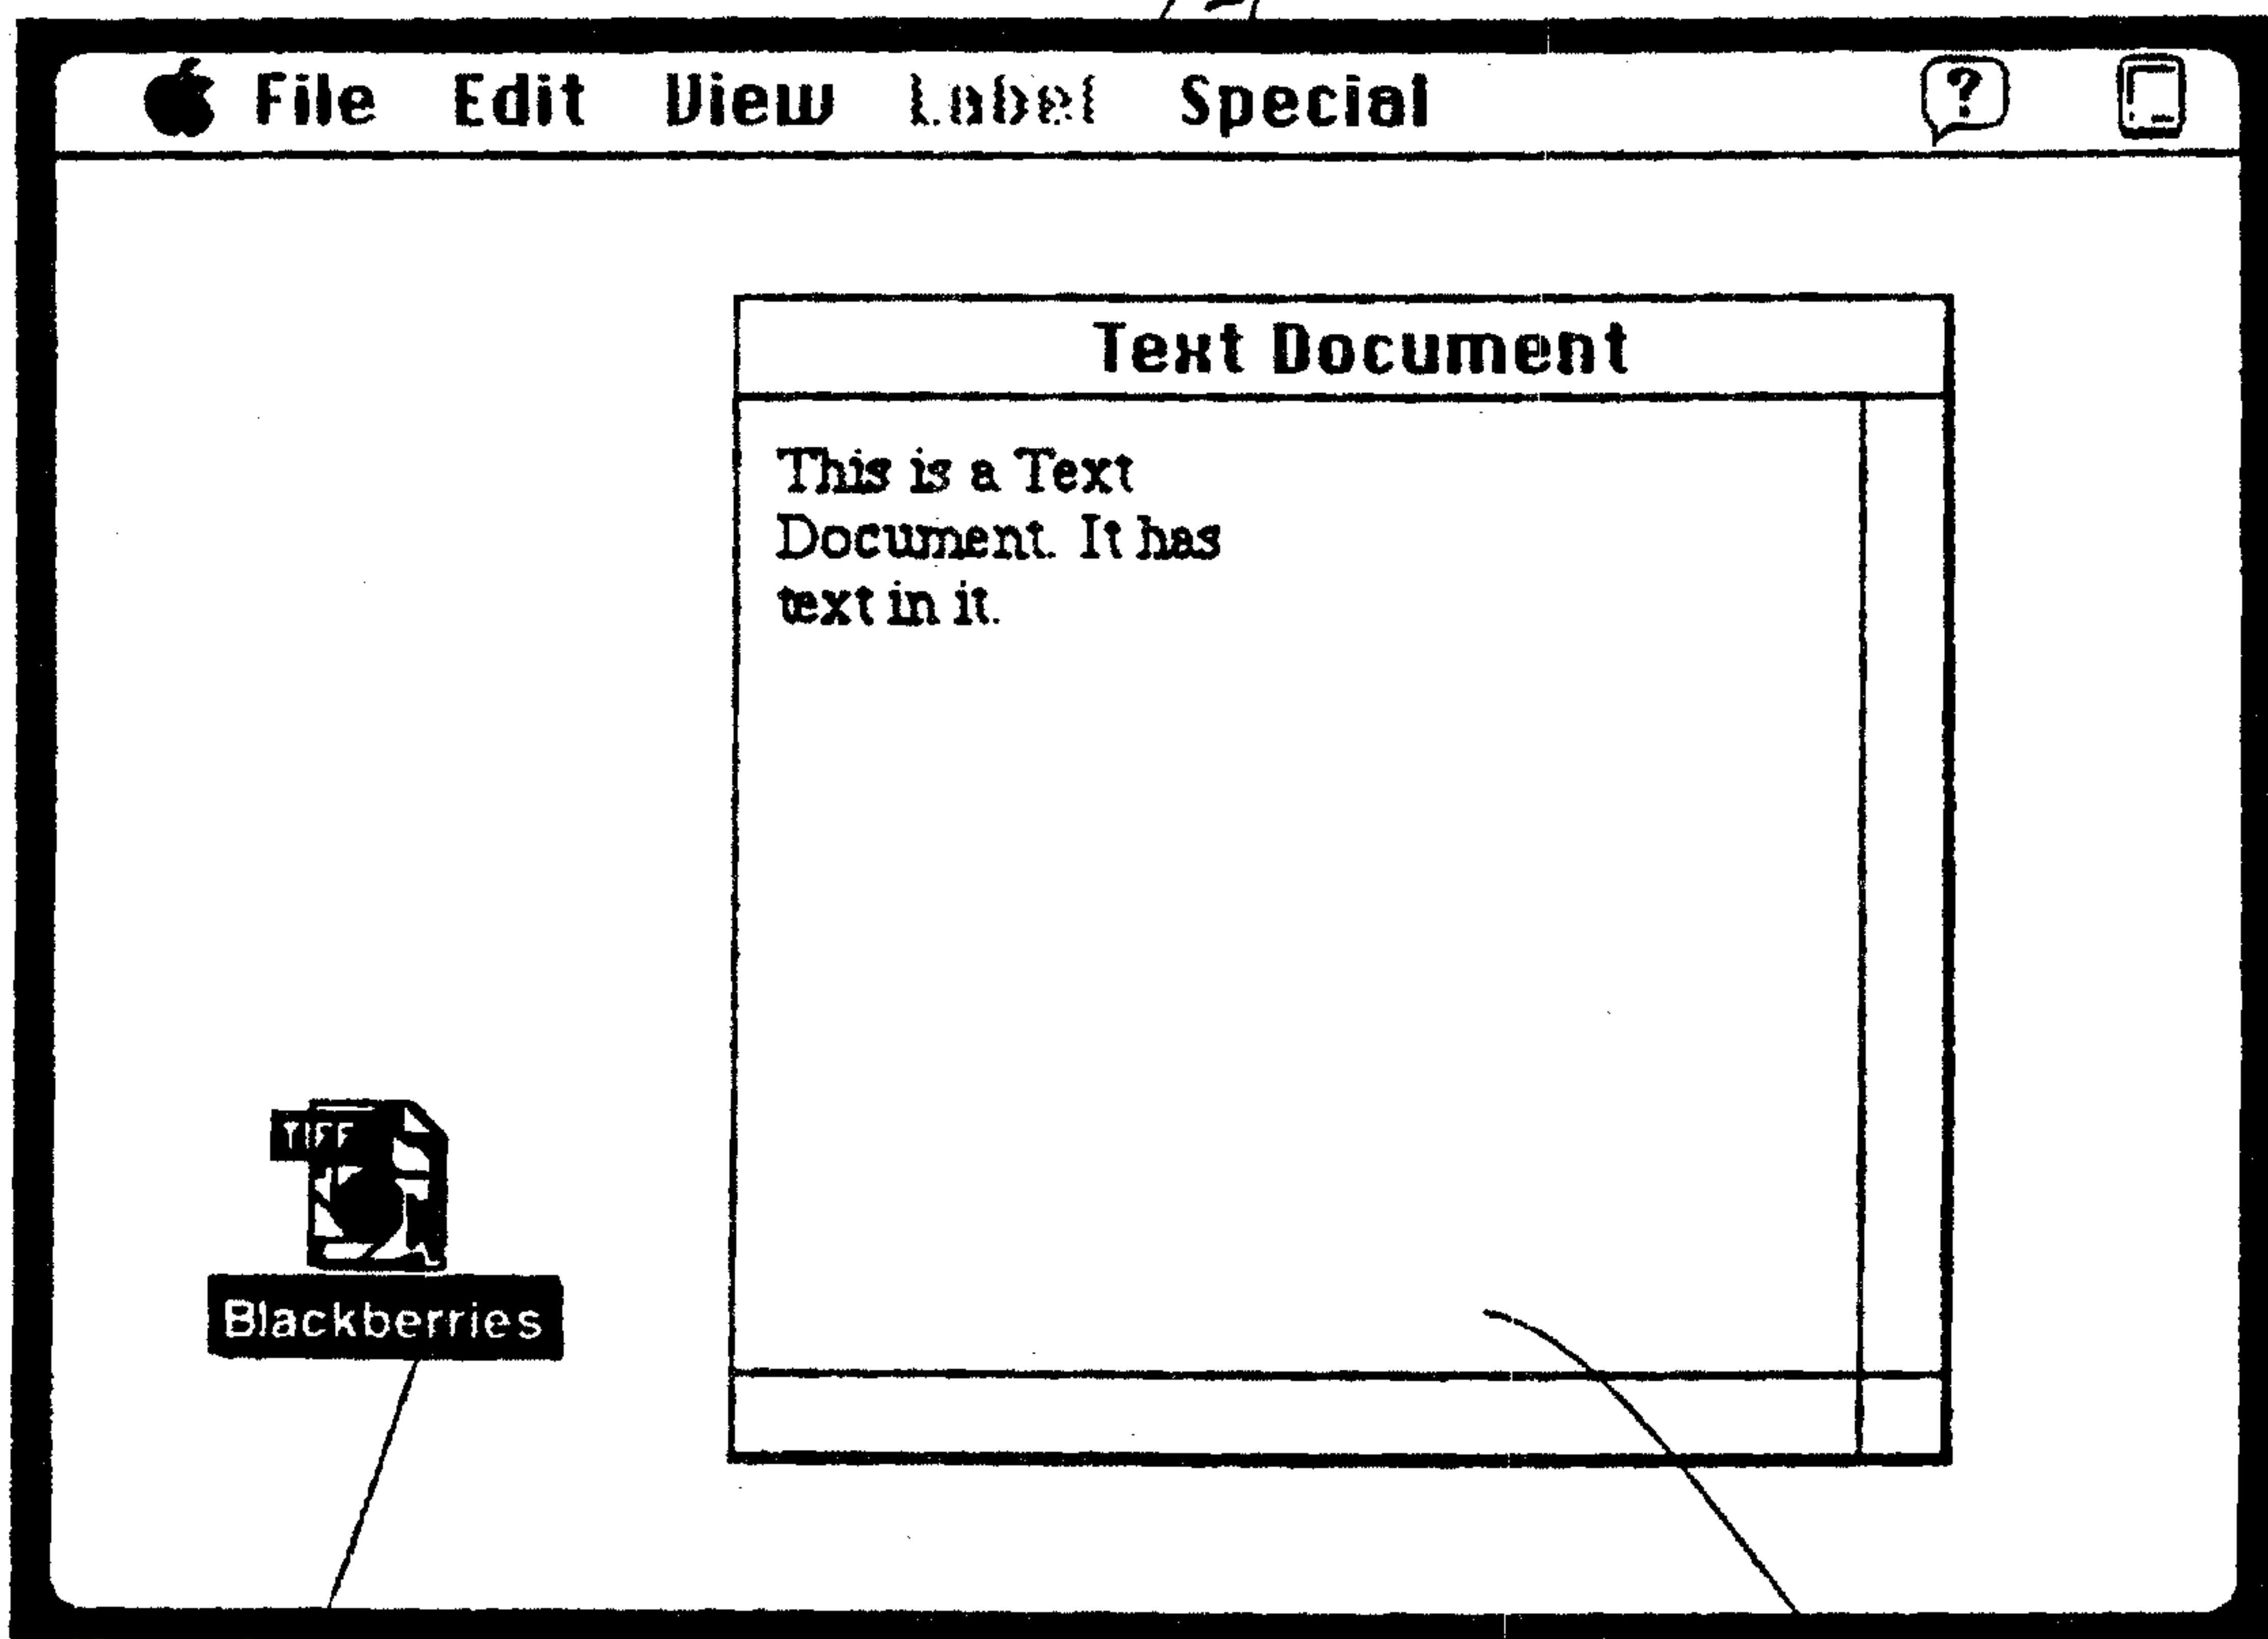 File Edit View Label Special ?
Text Document
This is a Text
Document. It has
text in it.
TIFF
Blackberries